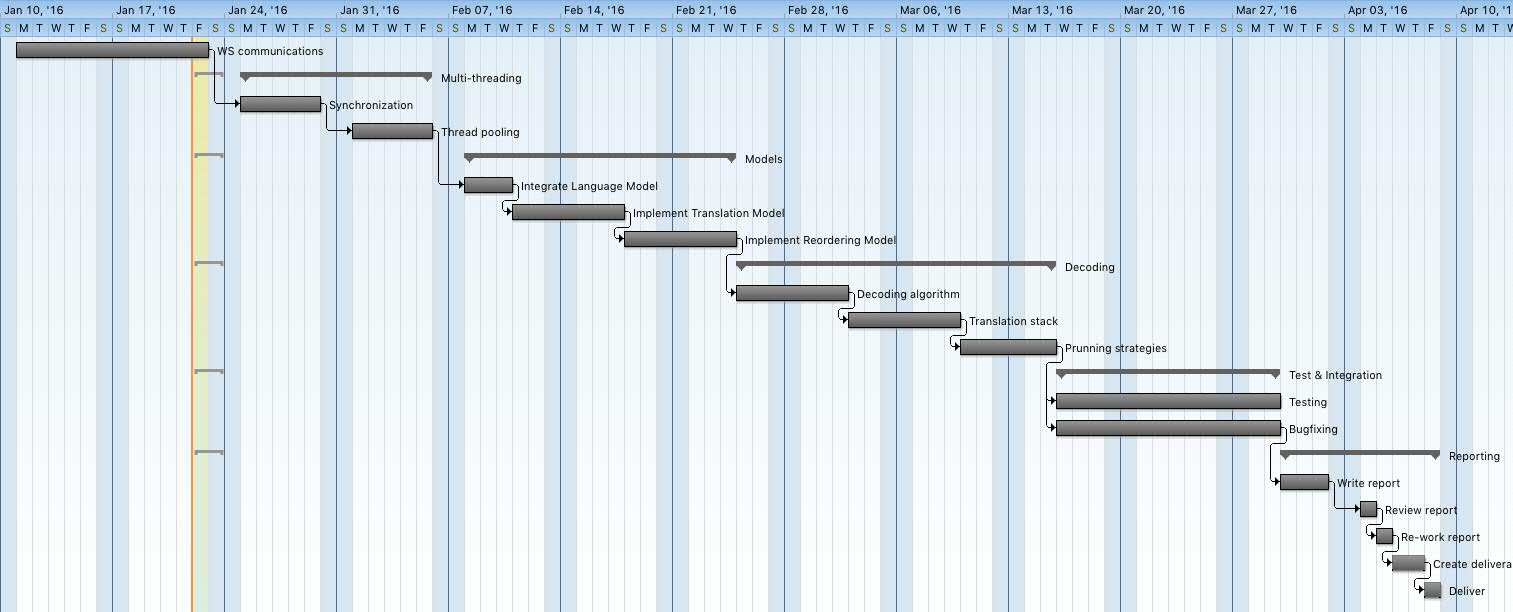 Jan 10, '16 Jan 17, '16 Jan 24, '16 Jan 31, '16 Feb 07, '16 Feb 14, '16 Feb 21, '16 Feb 28, '16 Mar 06, '16 Mar 13, '16 Mar 20, '16 Mar 27, '16 Apr 03, '16 Apr 10, '1
S M T W T F S S M T W T F S S M T W T F S S M T W T F S S M T W T F S S M T W T F S S M T W T F S S M T W T F S S M T W T F S S M T W T F S S M T W T F S S M T W T F S S M T W T F S S M T W
WS communications
Multi-threading
Synchronization
Thread pooling
Models
Integrate Language Model
Implement Translation Model
Implement Reordering Model
Decoding
Decoding algorithm
Translation stack
Prunning strategies
Test & Integration
Testing
Bugfixing
Reporting
Write report
Review report
Re-work report
Create delivera
Deliver